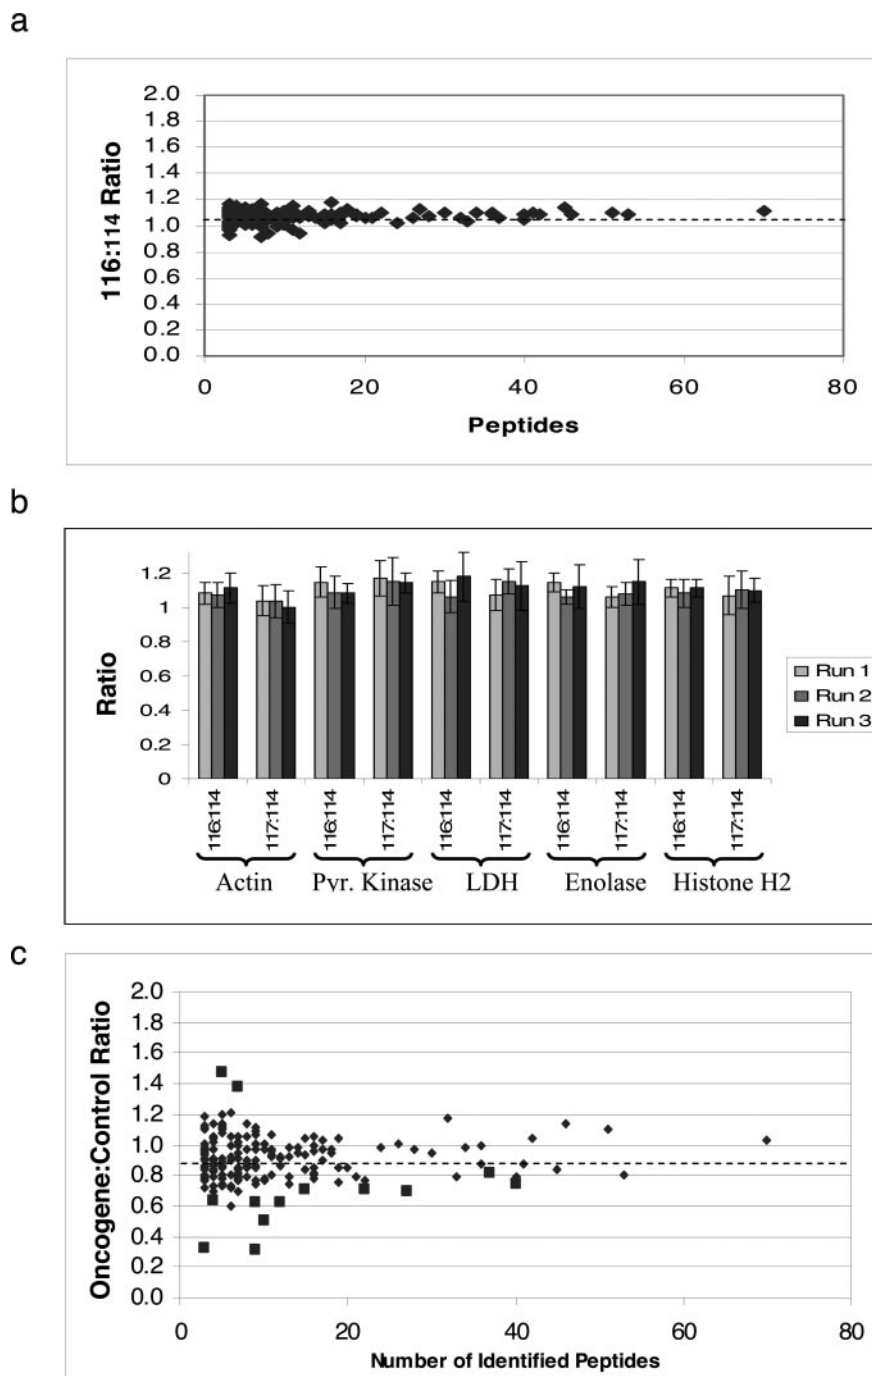 a
116:114 Ratio
2.0
1.8
1.6
1.4
1.2
1.0
0.8
0.6
0.4
0.2
0.0
0 20 40 60 80
Peptides
b
Ratio
1.2
1
0.8
0.6
0.4
0.2
0
116:114 117:114 116:114 117:114 116:114 117:114 116:114 117:114 116:114 117:114
Actin Pyr. Kinase LDH Enolase Histone H2
Run 1
Run 2
Run 3
c
Oncogene:Control Ratio
2.0
1.8
1.6
1.4
1.2
1.0
0.8
0.6
0.4
0.2
0.0
0 20 40 60 80
Number of Identified Peptides